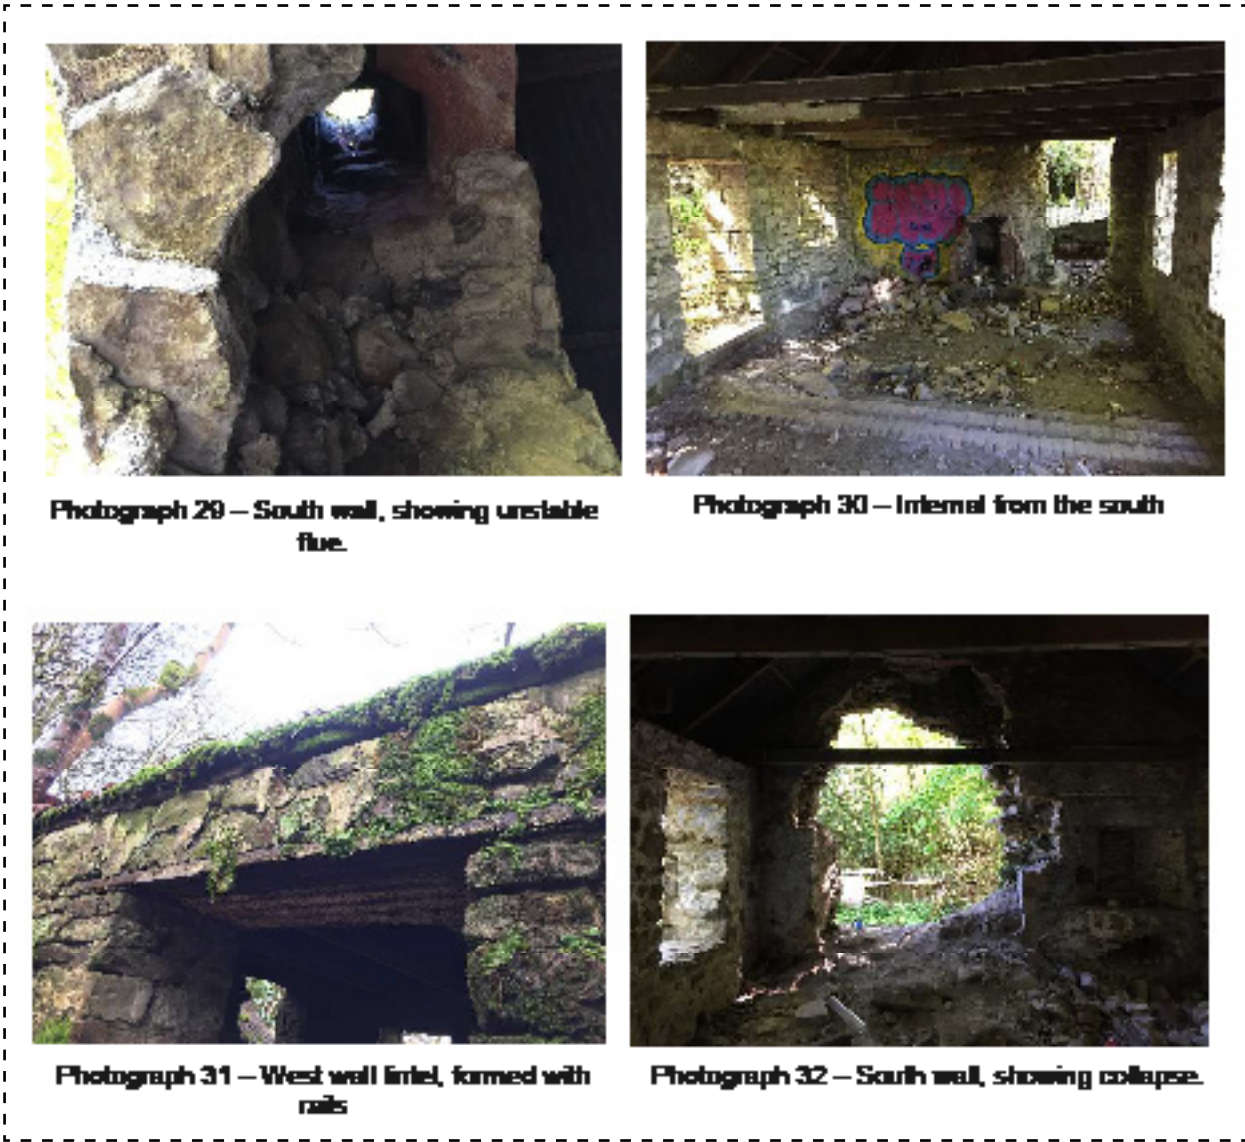 Photograph 29 – South wall, showing unstable
flue.
Photograph 30 – Internal from the south
Photograph 31 – West wall lintel, formed with
rails
Photograph 32 – South wall, showing collapse.